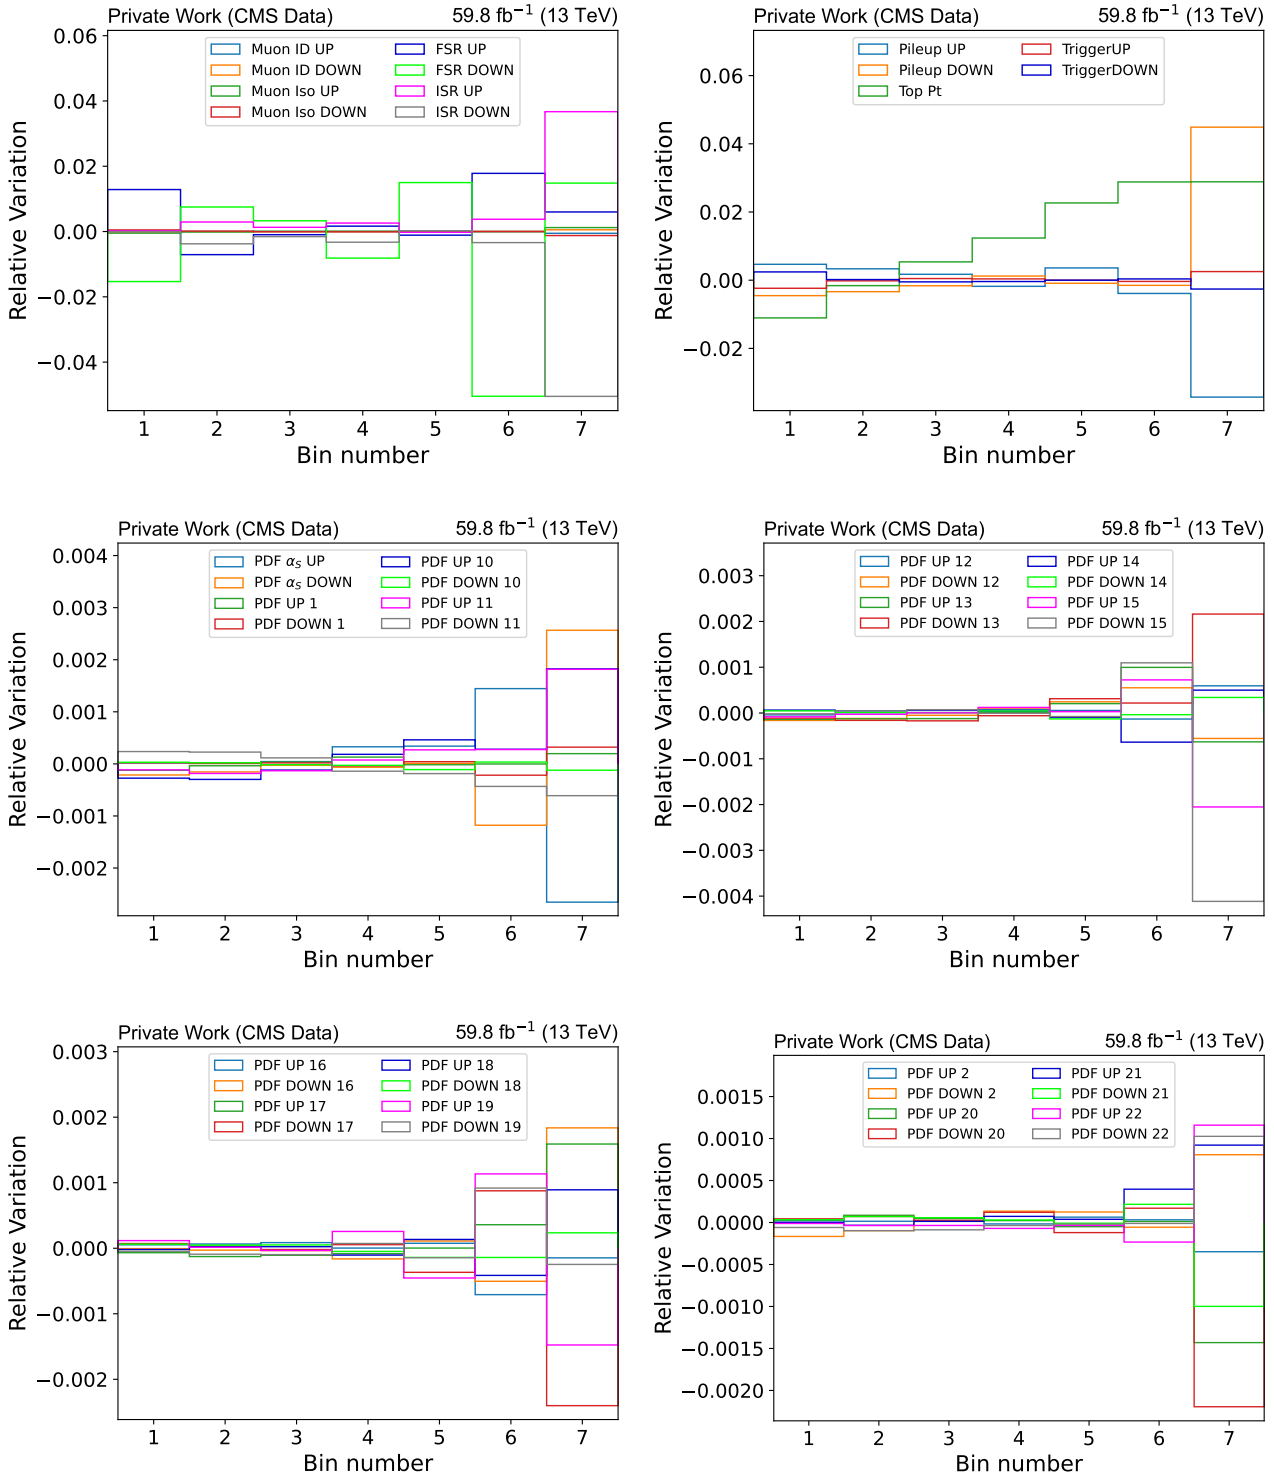 Private Work (CMS Data) 59.8 fb⁻¹ (13 TeV)
Relative Variation
0.06
0.04
0.02
0.00
−0.02
−0.04
Muon ID UP
Muon ID DOWN
Muon Iso UP
Muon Iso DOWN
FSR UP
FSR DOWN
ISR UP
ISR DOWN
1 2 3 4 5 6 7
Bin number
Private Work (CMS Data) 59.8 fb⁻¹ (13 TeV)
Relative Variation
0.06
0.04
0.02
0.00
−0.02
Pileup UP
Pileup DOWN
Top Pt
TriggerUP
TriggerDOWN
1 2 3 4 5 6 7
Bin number
Private Work (CMS Data) 59.8 fb⁻¹ (13 TeV)
Relative Variation
0.004
0.003
0.002
0.001
0.000
−0.001
−0.002
PDF αₛ UP
PDF αₛ DOWN
PDF UP 1
PDF DOWN 1
PDF UP 10
PDF DOWN 10
PDF UP 11
PDF DOWN 11
1 2 3 4 5 6 7
Bin number
Private Work (CMS Data) 59.8 fb⁻¹ (13 TeV)
Relative Variation
0.003
0.002
0.001
0.000
−0.001
−0.002
−0.003
−0.004
PDF UP 12
PDF DOWN 12
PDF UP 13
PDF DOWN 13
PDF UP 14
PDF DOWN 14
PDF UP 15
PDF DOWN 15
1 2 3 4 5 6 7
Bin number
Private Work (CMS Data) 59.8 fb⁻¹ (13 TeV)
Relative Variation
0.003
0.002
0.001
0.000
−0.001
−0.002
PDF UP 16
PDF DOWN 16
PDF UP 17
PDF DOWN 17
PDF UP 18
PDF DOWN 18
PDF UP 19
PDF DOWN 19
1 2 3 4 5 6 7
Bin number
Private Work (CMS Data) 59.8 fb⁻¹ (13 TeV)
Relative Variation
0.0015
0.0010
0.0005
0.0000
−0.0005
−0.0010
−0.0015
−0.0020
PDF UP 2
PDF DOWN 2
PDF UP 20
PDF DOWN 20
PDF UP 21
PDF DOWN 21
PDF UP 22
PDF DOWN 22
1 2 3 4 5 6 7
Bin number